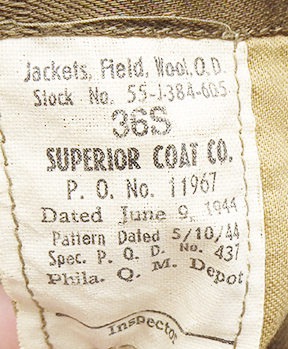 Jackets, Field, Wool, O.D.
Stock No. 55-J-384-60S
36S
SUPERIOR COAT CO.
P. O. No. 11967
Dated June 9, 1944
Pattern Dated 5/10/44
Spec. P. Q. D. No. 437
Phila. Q. M. Depot
Inspector